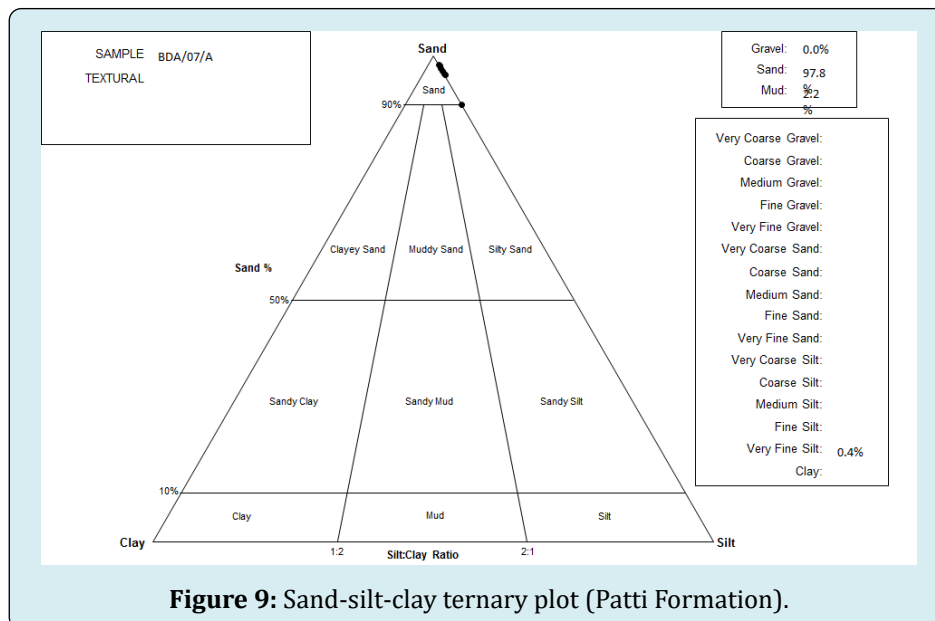 SAMPLE BDA/07/A
TEXTURAL
Sand
Gravel: 0.0%
Sand: 97.8
%
Mud: 2:2
%
Sand
90%
Very Coarse Gravel:
Coarse Gravel:
Medium Gravel:
Fine Gravel:
Very Fine Gravel:
Very Coarse Sand:
Coarse Sand:
Medium Sand:
Fine Sand:
Very Fine Sand:
Very Coarse Silt:
Coarse Silt:
Medium Silt:
Fine Silt:
Very Fine Silt: 0.4%
Clay:
Clayey Sand Muddy Sand Silty Sand
Sand %
50%
Sandy Clay Sandy Mud Sandy Silt
10%
Clay Mud Silt
Clay Silt
1:2 Silt:Clay Ratio 2:1
Figure 9: Sand-silt-clay ternary plot (Patti Formation).